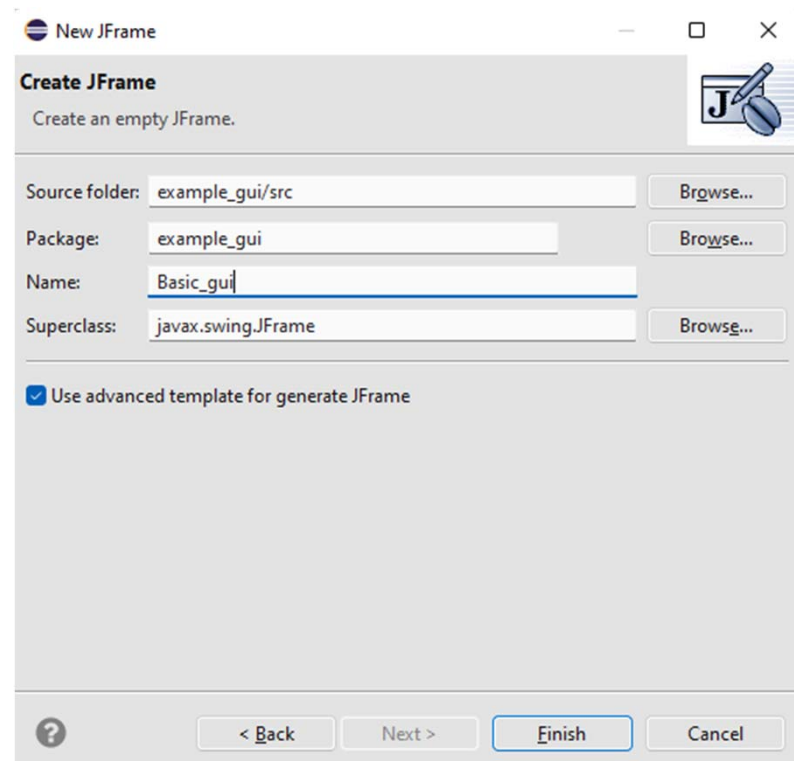 New JFrame
Create JFrame
Create an empty JFrame.
J
Source folder: example_gui/src Browse...
Package: example_gui Browse...
Name: Basic_gui
Superclass: javax.swing.JFrame Browse...
Use advanced template for generate JFrame
? < Back Next > Finish Cancel